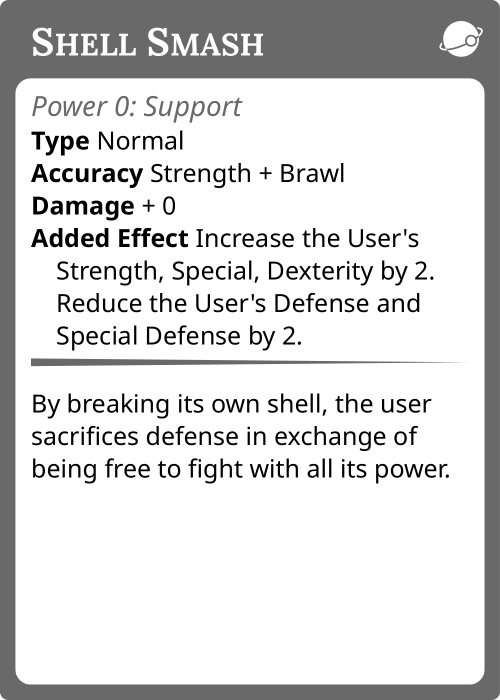 Shell Smash
Power 0: Support
Type Normal
Accuracy Strength + Brawl
Damage + 0
Added Effect Increase the User's
Strength, Special, Dexterity by 2.
Reduce the User's Defense and
Special Defense by 2.
By breaking its own shell, the user
sacrifices defense in exchange of
being free to fight with all its power.